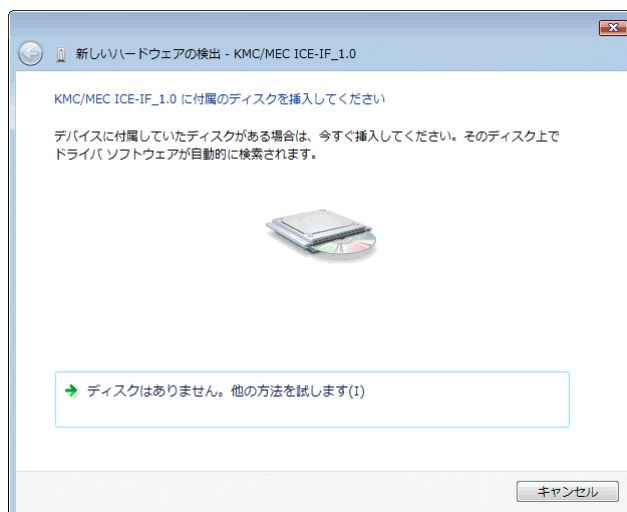 新しいハードウェアの検出 - KMC/MEC ICE-IF_1.0
KMC/MEC ICE-IF_1.0 に付属のディスクを挿入してください
デバイスに付属していたディスクがある場合は、今すぐ挿入してください。そのディスク上で
ドライバ ソフトウェアが自動的に検索されます。
ディスクはありません。他の方法を試します(I)
キャンセル